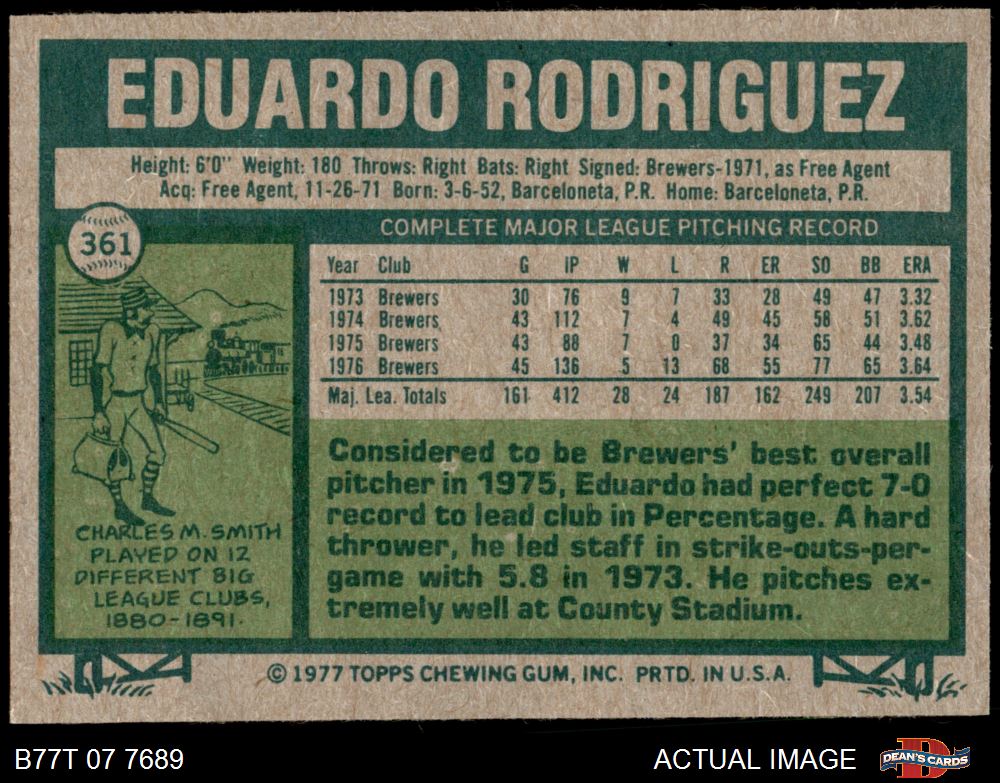 EDUARDO RODRIGUEZ
Height: 6'0" Weight: 180 Throws: Right Bats: Right Signed: Brewers-1971, as Free Agent
Acq: Free Agent, 11-26-71 Born: 3-6-52, Barceloneta, P.R. Home: Barceloneta, P.R.
361
COMPLETE MAJOR LEAGUE PITCHING RECORD
Year Club G IP W L R ER SO BB ERA
1973 Brewers 30 76 9 7 33 28 49 47 3.32
1974 Brewers 43 112 7 4 49 45 58 51 3.62
1975 Brewers 43 88 7 0 37 34 65 44 3.48
1976 Brewers 45 136 5 13 68 55 77 65 3.64
Maj. Lea. Totals 161 412 28 24 187 162 249 207 3.54
CHARLES M. SMITH
PLAYED ON 12
DIFFERENT BIG
LEAGUE CLUBS,
1880-1891.
Considered to be Brewers' best overall
pitcher in 1975, Eduardo had perfect 7-0
record to lead club in Percentage. A hard
thrower, he led staff in strike-outs-per-
game with 5.8 in 1973. He pitches ex-
tremely well at County Stadium.
© 1977 TOPPS CHEWING GUM, INC. PRTD. IN U.S.A.
B77T 07 7689
ACTUAL IMAGE
DEAN'S CARDS